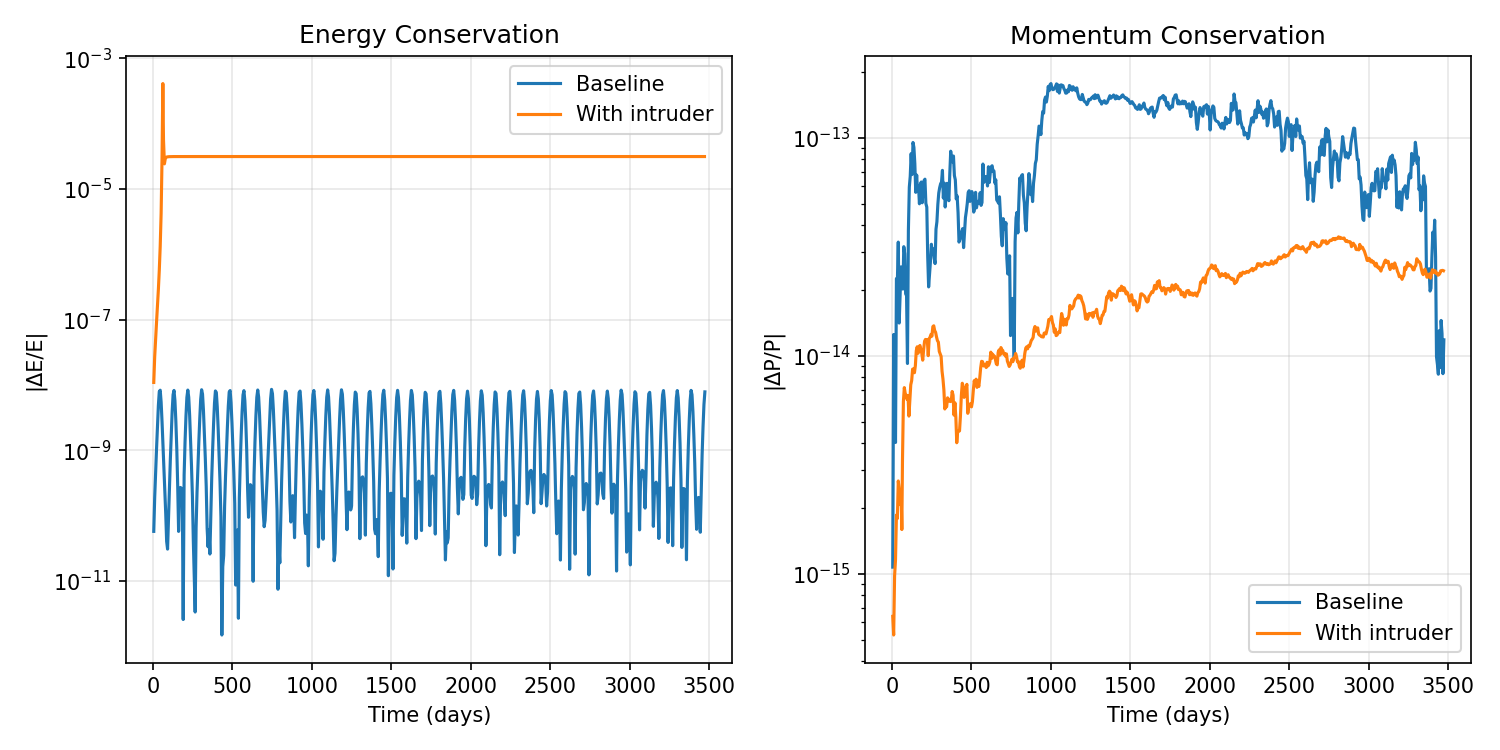 Energy Conservation
|ΔE/E|
10⁻³
10⁻⁵
10⁻⁷
10⁻⁹
10⁻¹¹
Baseline
With intruder
0 500 1000 1500 2000 2500 3000 3500
Time (days)
Momentum Conservation
|ΔP/P|
10⁻¹³
10⁻¹⁴
10⁻¹⁵
Baseline
With intruder
0 500 1000 1500 2000 2500 3000 3500
Time (days)